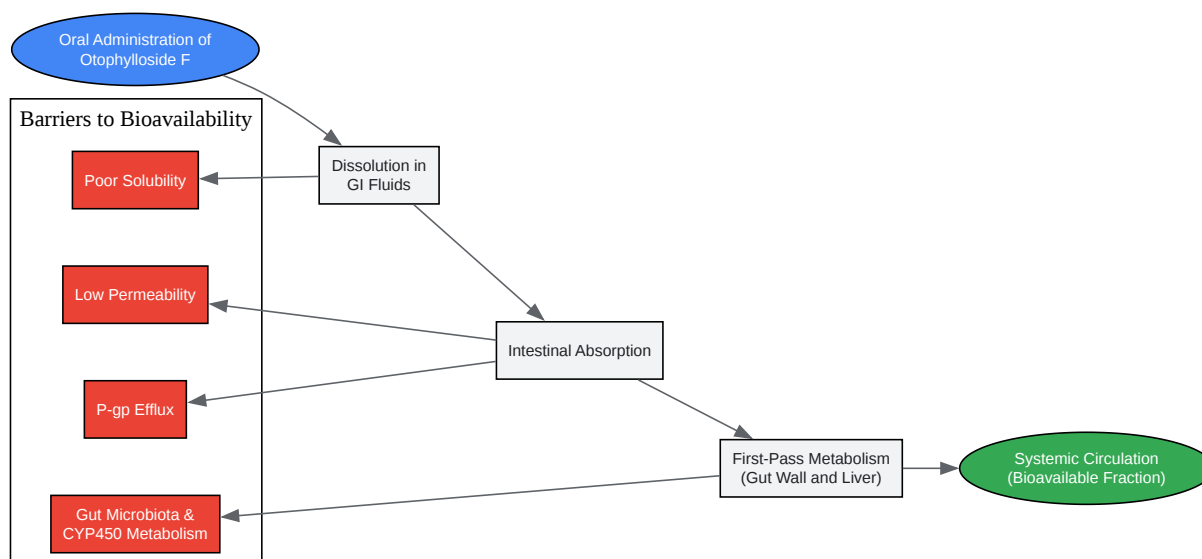 Oral Administration of
Otophylloside F
Barriers to Bioavailability
Dissolution in
GI Fluids
Poor Solubility
Low Permeability
Intestinal Absorption
P-gp Efflux
First-Pass Metabolism
(Gut Wall and Liver)
Systemic Circulation
(Bioavailable Fraction)
Gut Microbiota &
CYP450 Metabolism